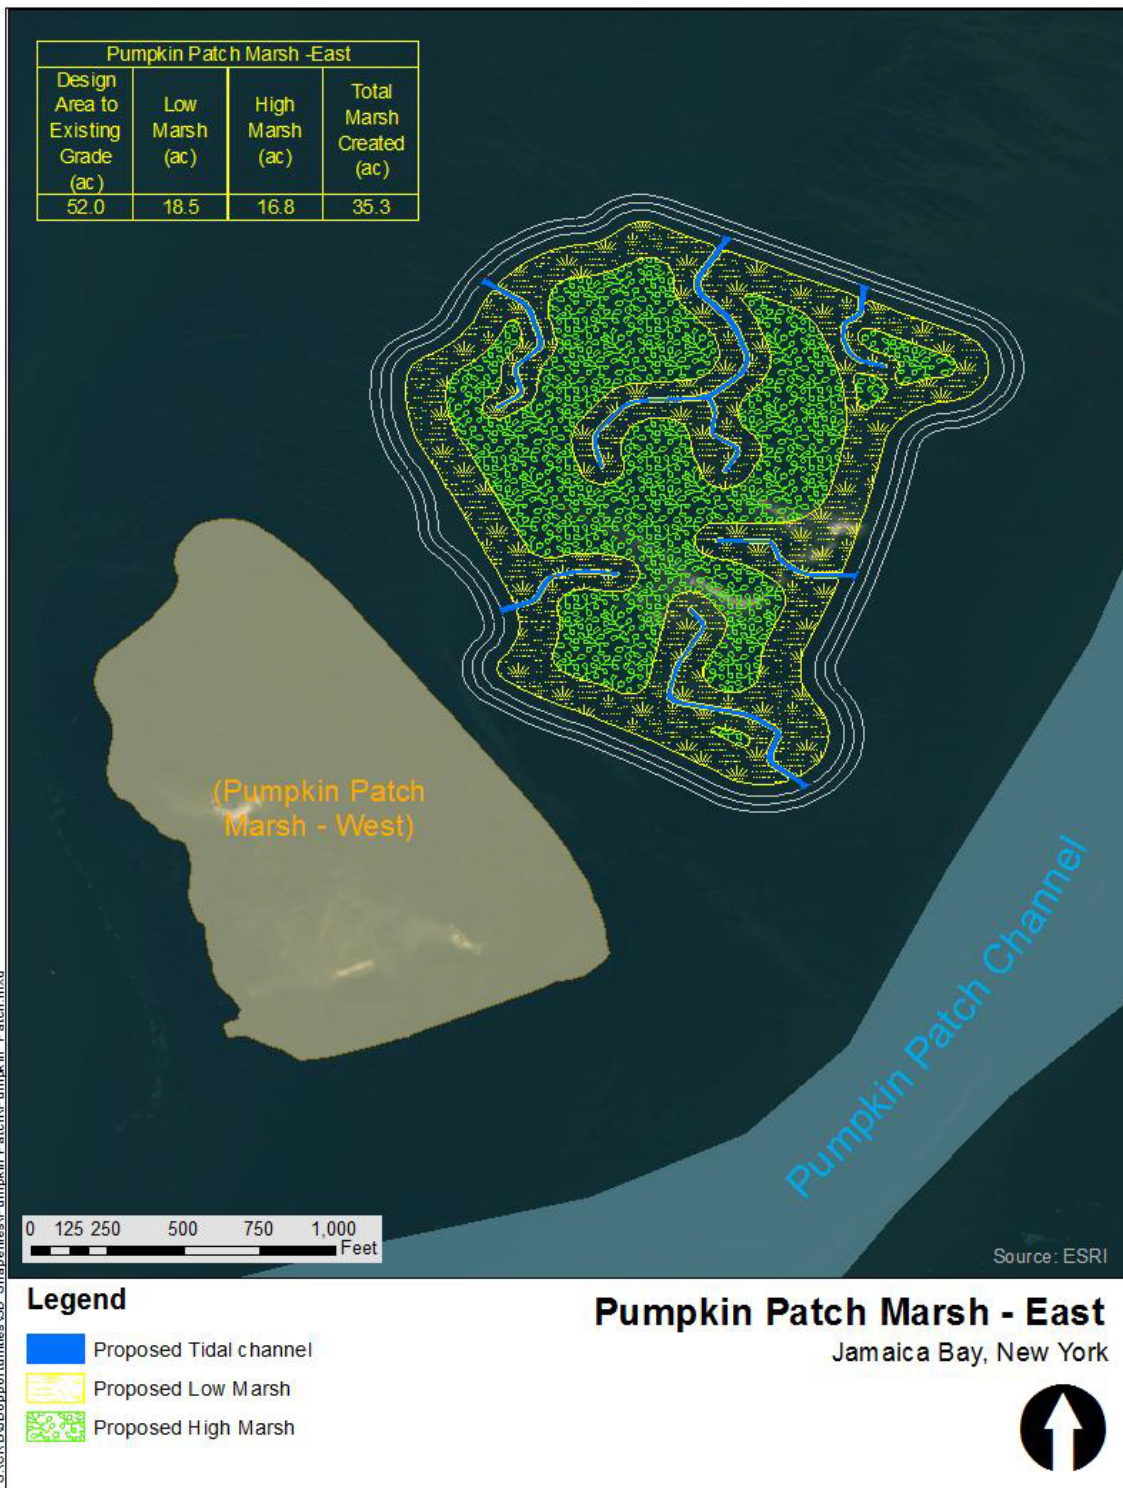 Pumpkin Patch Marsh -East
Design
Area to
Existing
Grade
(ac)
Low
Marsh
(ac)
High
Marsh
(ac)
Total
Marsh
Created
(ac)
52.0 18.5 16.8 35.3
(Pumpkin Patch
Marsh - West)
Pumpkin Patch Channel
0 125 250 500 750 1,000
Feet
Source: ESRI
Legend
Proposed Tidal channel
Proposed Low Marsh
Proposed High Marsh
Pumpkin Patch Marsh - East
Jamaica Bay, New York